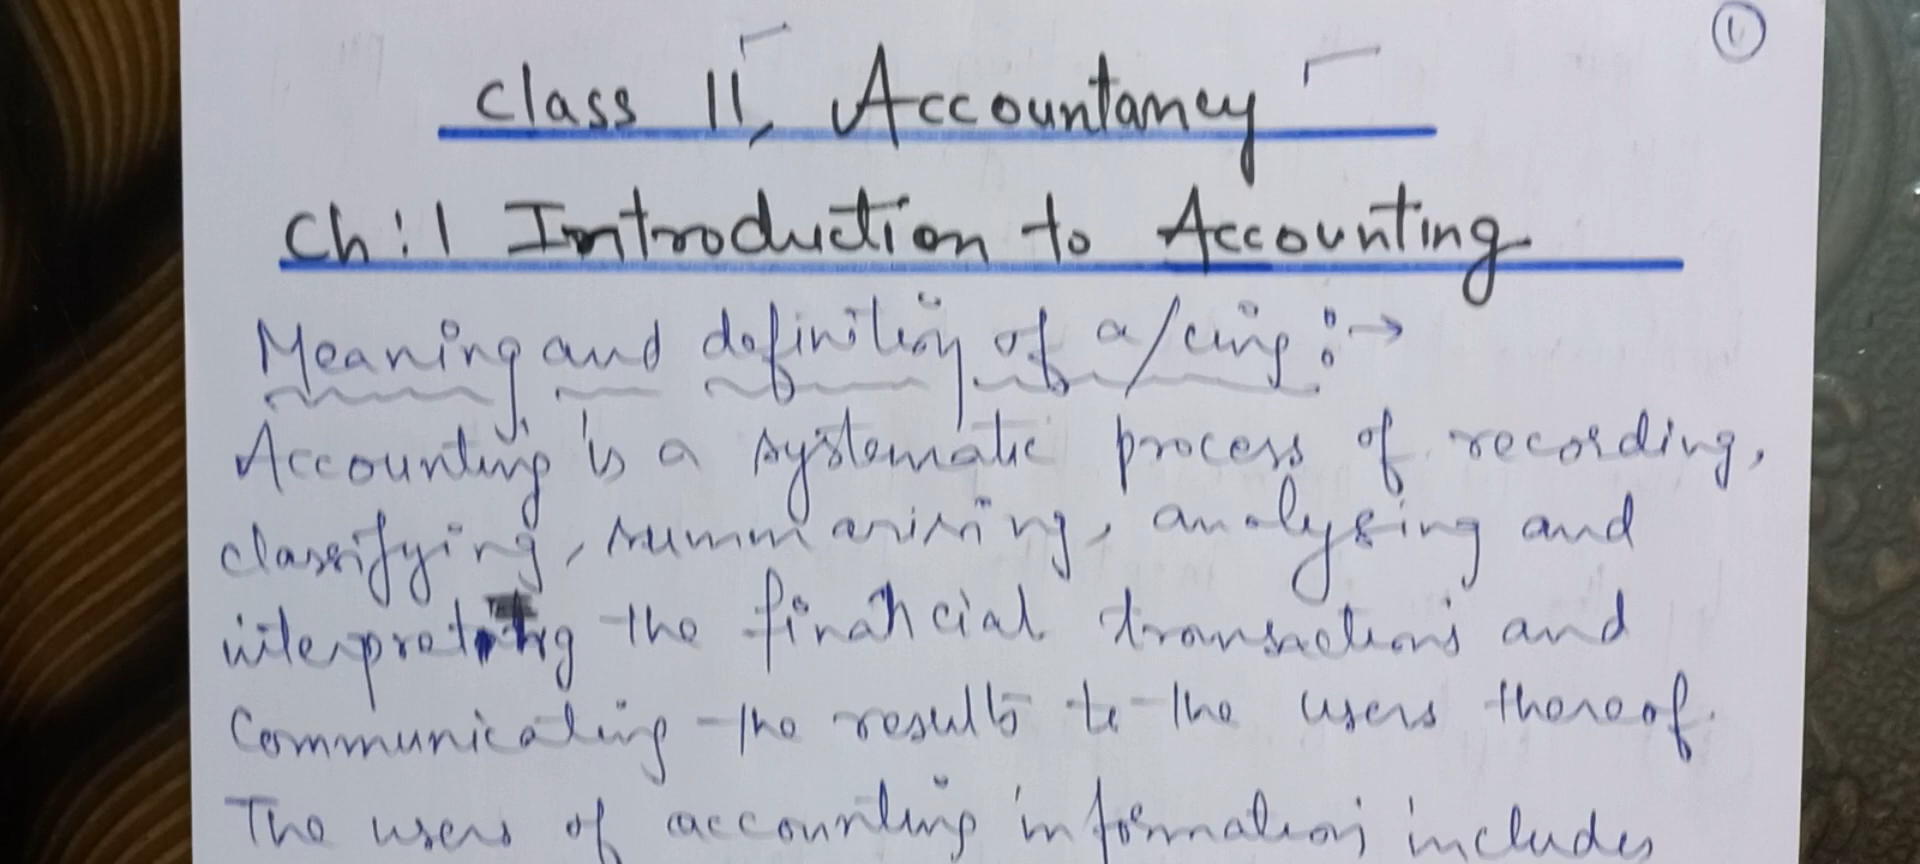 ①
Class 11, Accountancy
Ch:1 Introduction to Accounting
Meaning and definition of a/cing :→
Accounting is a systematic process of recording,
classifying, summarising, analysing and
interpreting the financial transactions and
Communicating the results to the users thereof.
The users of accounting information includes